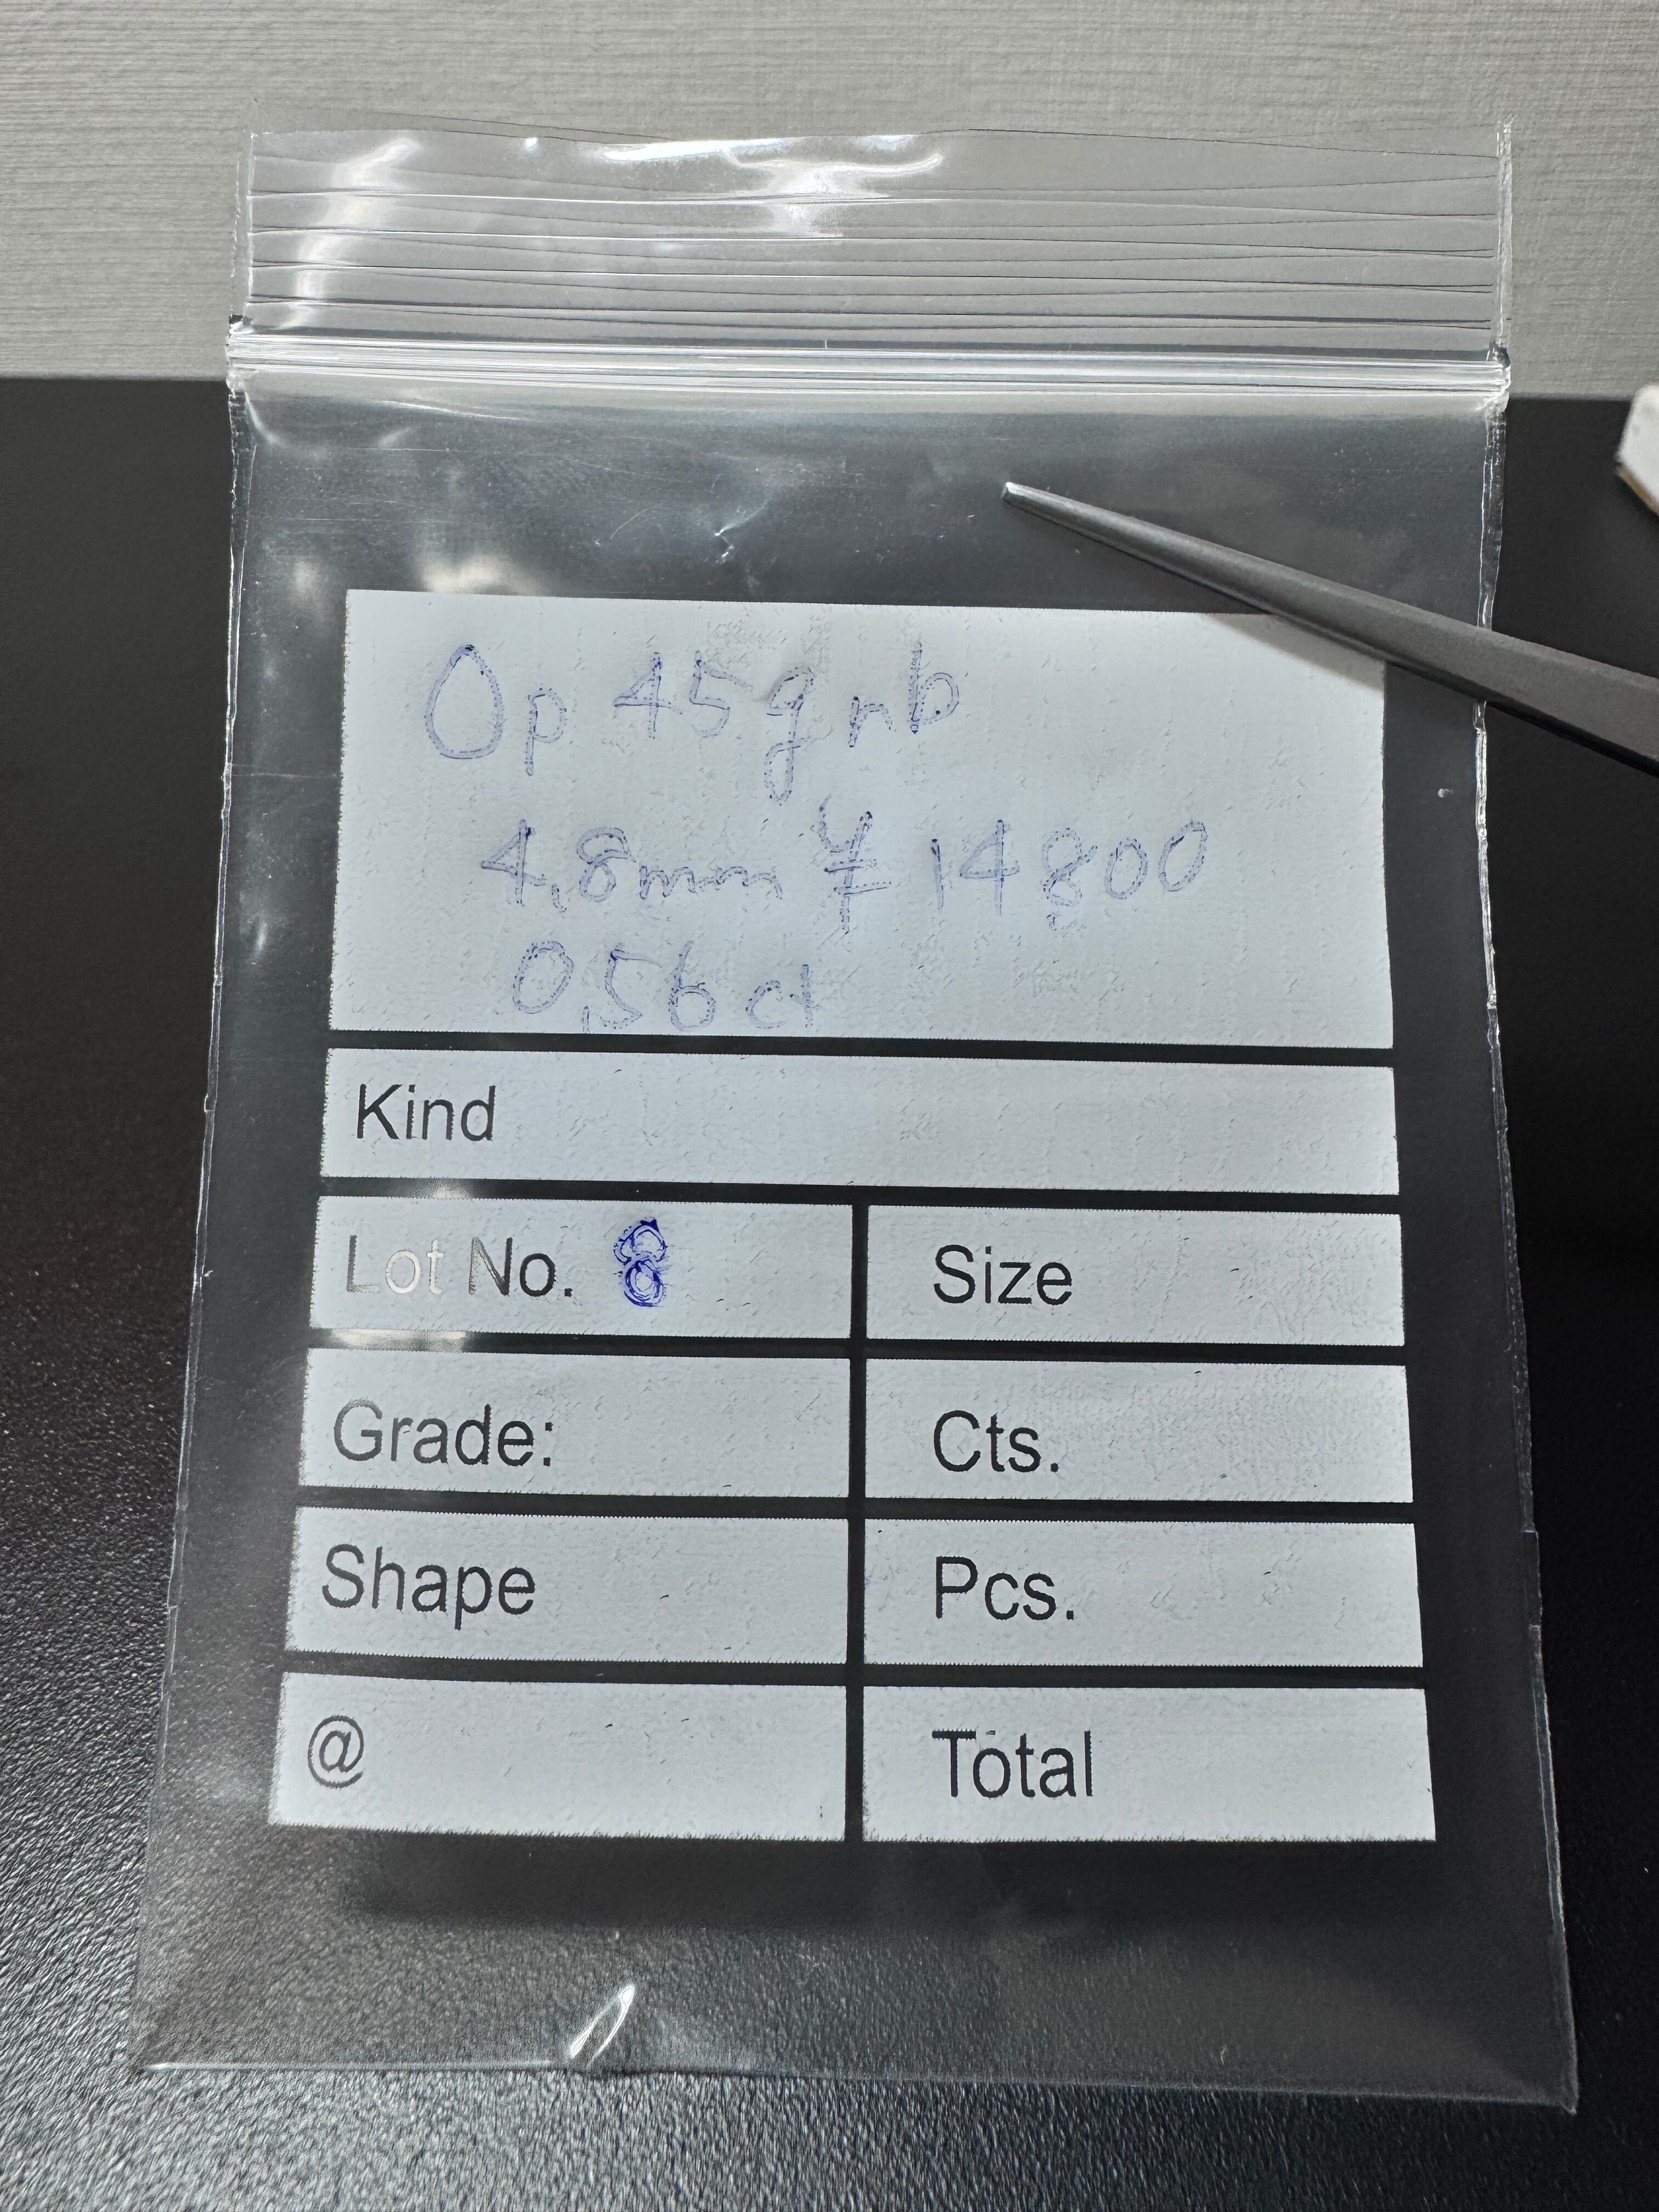 Op 45grb
4,8mm ¥14800
0,56ct
Kind
Lot No. 8
Size
Grade:
Cts.
Shape
Pcs.
@
Total